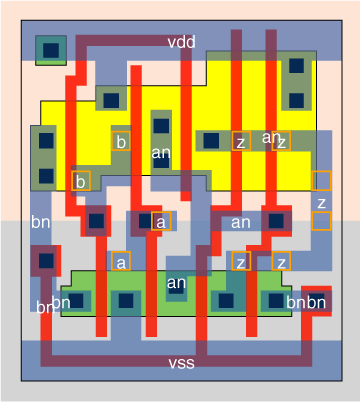 vdd
b z an z
an
b
z
bn a an
a z z
an
bn bn bn bn
vss